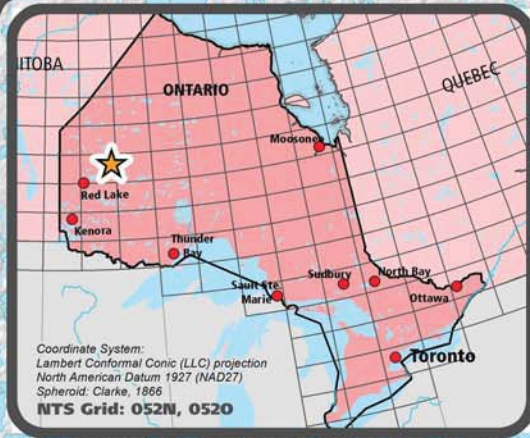 ITOBA
ONTARIO
QUEBEC
Moosonee
Red Lake
Kenora
Thunder
Bay
Sault Ste.
Marie
Sudbury
North Bay
Ottawa
Toronto
Coordinate System:
Lambert Conformal Conic (LLC) projection
North American Datum 1927 (NAD27)
Spheroid: Clarke, 1866
NTS Grid: 052N, 052O